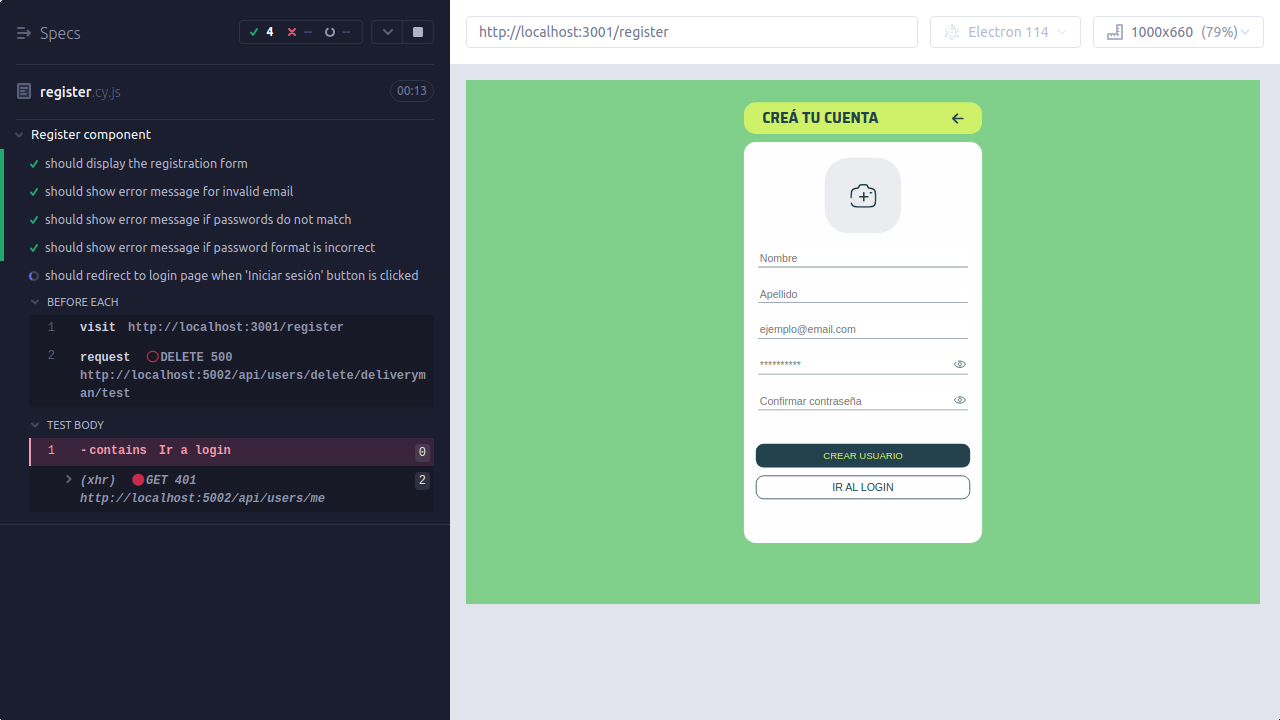 Specs
4 -- --
http://localhost:3001/register
Electron 114
1000x660 (79%)
register.cy.js
00:13
Register component
should display the registration form
should show error message for invalid email
should show error message if passwords do not match
should show error message if password format is incorrect
should redirect to login page when 'Iniciar sesión' button is clicked
BEFORE EACH
1 visit http://localhost:3001/register
2 request DELETE 500
http://localhost:5002/api/users/delete/deliverym
an/test
TEST BODY
1 -contains Ir a login 0
(xhr) GET 401 2
http://localhost:5002/api/users/me
CREÁ TU CUENTA
Nombre
Apellido
ejemplo@email.com
**********
Confirmar contraseña
CREAR USUARIO
IR AL LOGIN